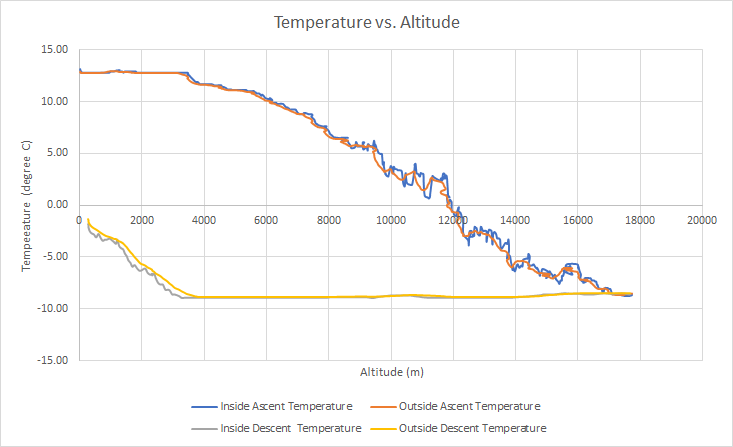 Temperature vs. Altitude
15.00
10.00
5.00
0.00
-5.00
-10.00
-15.00
Tempeeature (degree C)
0 2000 4000 6000 8000 10000 12000 14000 16000 18000 20000
Altitude (m)
Inside Ascent Temperature Outside Ascent Temperature
Inside Descent Temperature Outside Descent Temperature